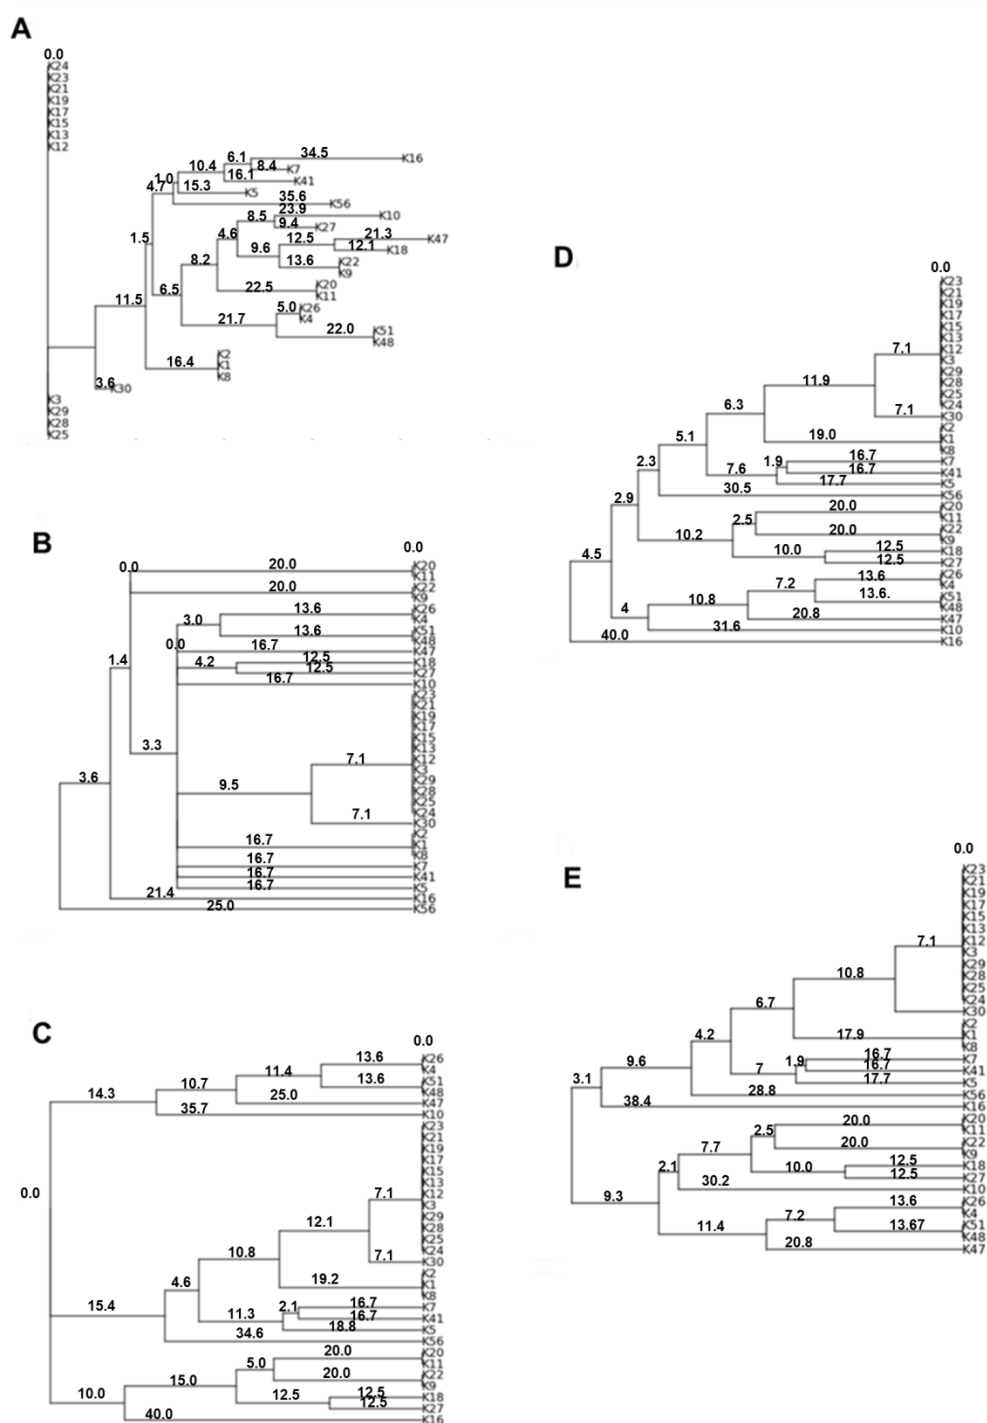 A
0.0
K24
K23
K21
K19
K17
K15
K13
K12
34.5
K16
6.1
10.4
8.4
K7
16.1
K41
1.0
4.7
15.3
K5
35.6
K56
23.9
K10
8.5
9.4
K27
4.6
21.3
K47
12.5
12.1
K18
1.5
9.6
13.6
K22
K9
8.2
22.5
K20
K11
6.5
11.5
5.0
K26
K4
21.7
22.0
K51
K48
16.4
K2
K1
K8
3.6
K30
K3
K29
K28
K25
B
0.0
0.0
20.0
K20
K11
20.0
K22
K9
13.6
K26
K4
3.0
13.6
K51
K48
0.0
16.7
K47
1.4
4.2
12.5
K18
12.5
K27
16.7
K10
K23
K21
K19
K17
K15
K13
K12
K3
K29
K28
K25
K24
3.3
7.1
3.6
9.5
7.1
K30
K2
16.7
K1
K8
16.7
K7
16.7
K41
16.7
K5
21.4
K16
25.0
K56
C
0.0
13.6
K26
K4
11.4
13.6
K51
K48
10.7
25.0
K47
14.3
35.7
K10
K23
K21
K19
K17
K15
K13
K12
K3
K29
K28
K25
K24
0.0
7.1
12.1
7.1
K30
10.8
K2
19.2
K1
K8
4.6
2.1
16.7
K7
16.7
K41
11.3
18.8
K5
15.4
34.6
K56
20.0
K20
K11
5.0
20.0
K22
K9
15.0
12.5
K18
12.5
12.5
K27
10.0
40.0
K16
D
0.0
K23
K21
K19
K17
K15
K13
K12
K3
K29
K28
K25
K24
7.1
11.9
7.1
K30
6.3
K2
19.0
K1
K8
5.1
1.9
16.7
K7
16.7
K41
7.6
17.7
K5
2.3
30.5
K56
2.9
20.0
K20
K11
2.5
20.0
K22
K9
10.2
10.0
12.5
K18
12.5
K27
4.5
13.6
K26
K4
7.2
13.6.
K51
K48
10.8
20.8
K47
4
31.6
K10
40.0
K16
E
0.0
K23
K21
K19
K17
K15
K13
K12
K3
K29
K28
K25
K24
7.1
10.8
K30
6.7
K2
17.9
K1
K8
4.2
1.9
16.7
K7
16.7
K41
7
17.7
K5
9.6
28.8
K56
3.1
38.4
K16
20.0
K20
K11
2.5
20.0
K22
K9
7.7
10.0
12.5
K18
12.5
K27
2.1
30.2
K10
9.3
13.6
K26
K4
7.2
13.67
K51
K48
11.4
20.8
K47